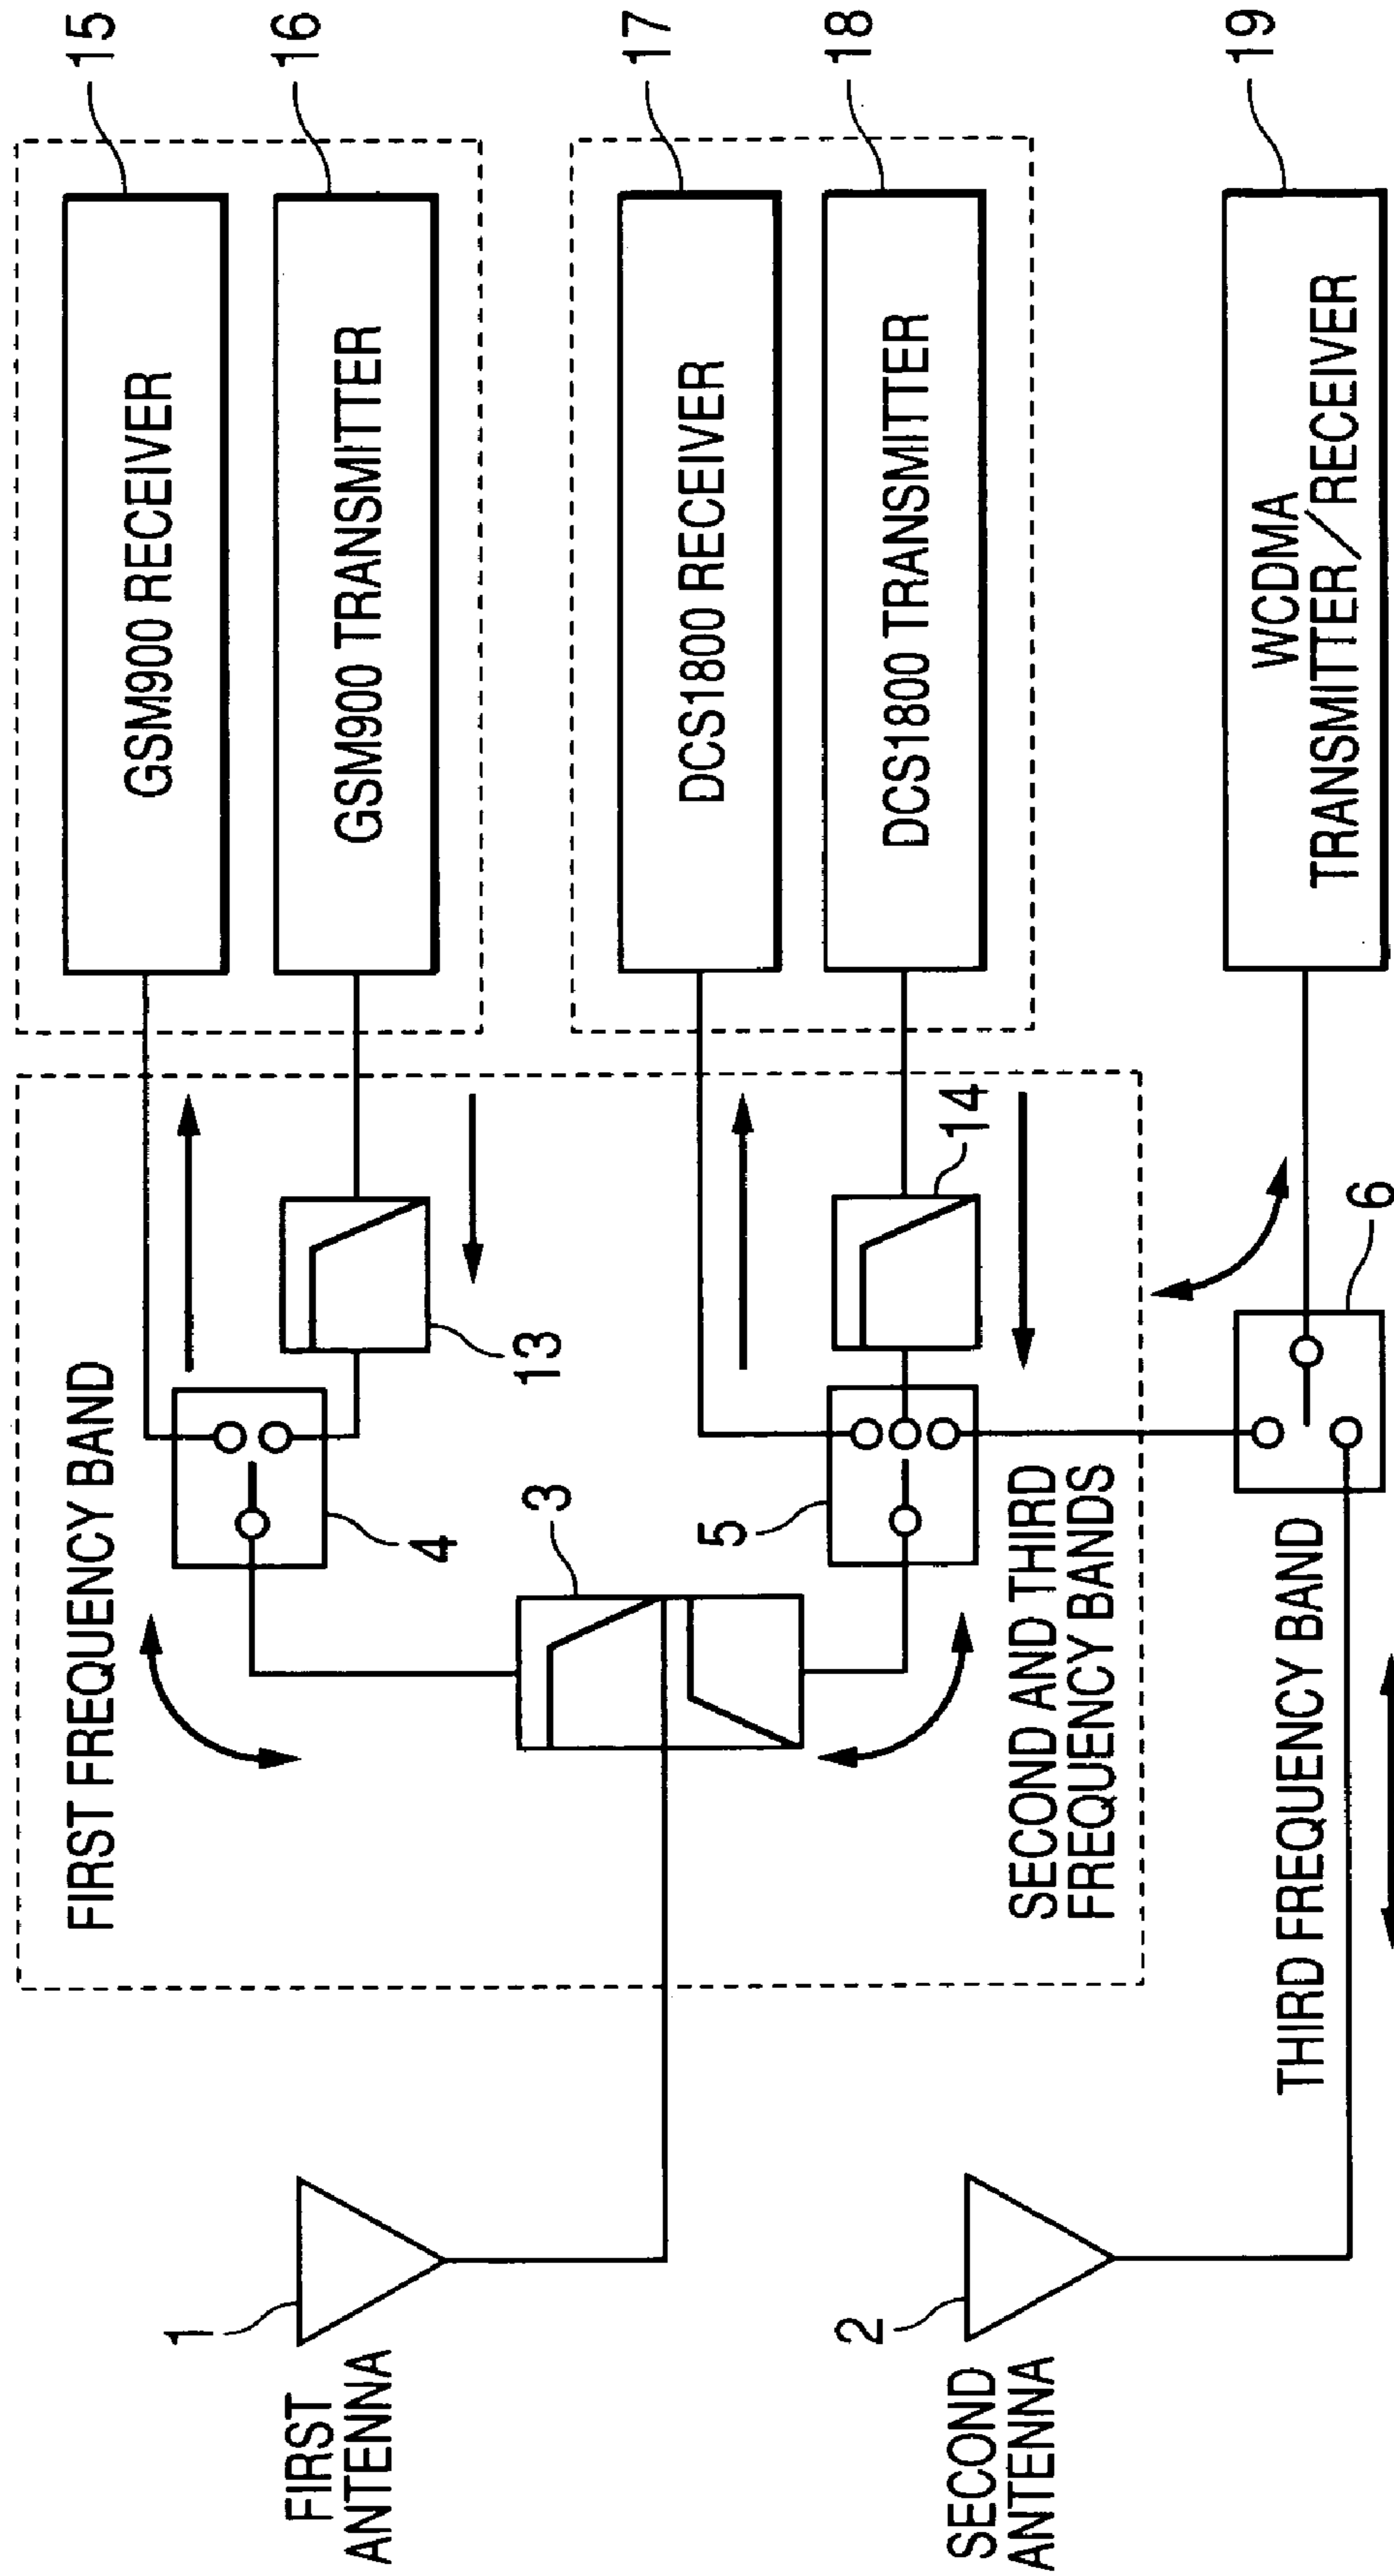 FIRST
ANTENNA
1
SECOND
ANTENNA
2
FIRST FREQUENCY BAND
3
4
13
SECOND AND THIRD
FREQUENCY BANDS
5
14
THIRD FREQUENCY BAND
6
GSM900 RECEIVER
15
GSM900 TRANSMITTER
16
DCS1800 RECEIVER
17
DCS1800 TRANSMITTER
18
WCDMA
TRANSMITTER/RECEIVER
19